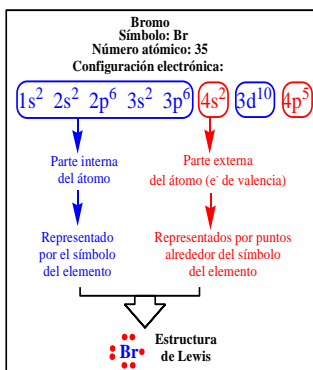 Bromo
Símbolo: Br
Número atómico: 35
Configuración electrónica:
1s² 2s² 2p⁶ 3s² 3p⁶ 4s² 3d¹⁰ 4p⁵
Parte interna
del átomo
Parte externa
del átomo (e⁻ de valencia)
Representado
por el símbolo
del elemento
Representados por puntos
alrededor del símbolo
del elemento
Estructura
de Lewis
Br